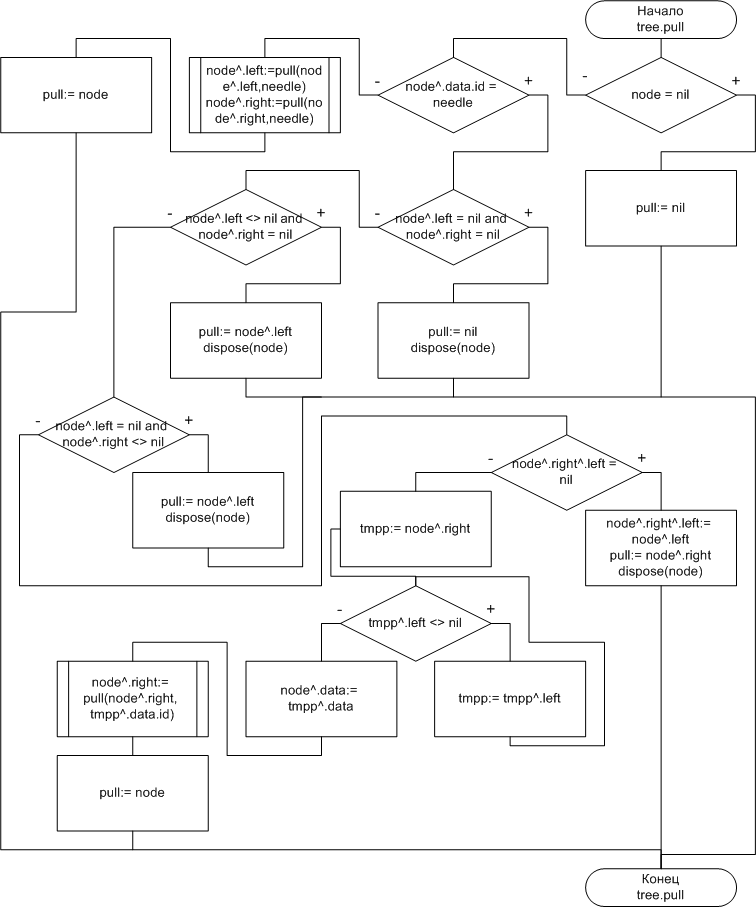 Начало
tree.pull
node = nil
-
+
node^.data.id =
needle
-
+
node^.left:=pull(nod
e^.left,needle)
node^.right:=pull(no
de^.right,needle)
pull:= node
pull:= nil
node^.left <> nil and
node^.right = nil
-
+
node^.left = nil and
node^.right = nil
-
+
pull:= node^.left
dispose(node)
pull:= nil
dispose(node)
node^.left = nil and
node^.right <> nil
-
+
pull:= node^.left
dispose(node)
node^.right^.left =
nil
-
+
tmpp:= node^.right
node^.right^.left:=
node^.left
pull:= node^.right
dispose(node)
tmpp^.left <> nil
-
+
node^.right:=
pull(node^.right,
tmpp^.data.id)
node^.data:=
tmpp^.data
tmpp:= tmpp^.left
pull:= node
Конец
tree.pull